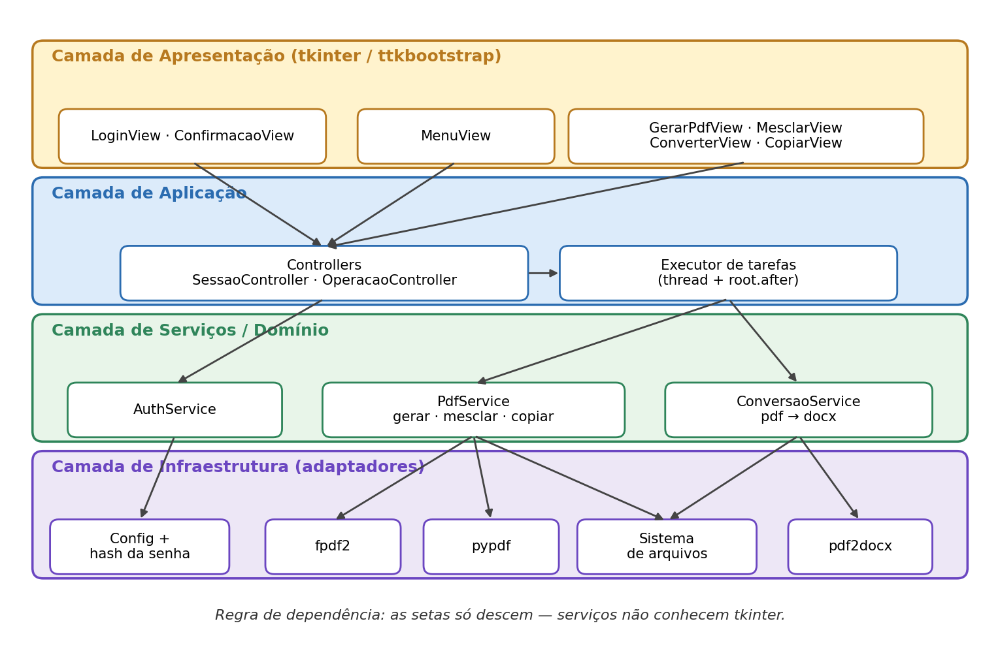 Camada de Apresentação (tkinter / ttkbootstrap)
LoginView · ConfirmacaoView
MenuView
GerarPdfView · MesclarView
ConverterView · CopiarView
Camada de Aplicação
Controllers
SessaoController · OperacaoController
Executor de tarefas
(thread + root.after)
Camada de Serviços / Domínio
AuthService
PdfService
gerar · mesclar · copiar
ConversaoService
pdf → docx
Camada de Infraestrutura (adaptadores)
Config +
hash da senha
fpdf2
pypdf
Sistema
de arquivos
pdf2docx
Regra de dependência: as setas só descem — serviços não conhecem tkinter.